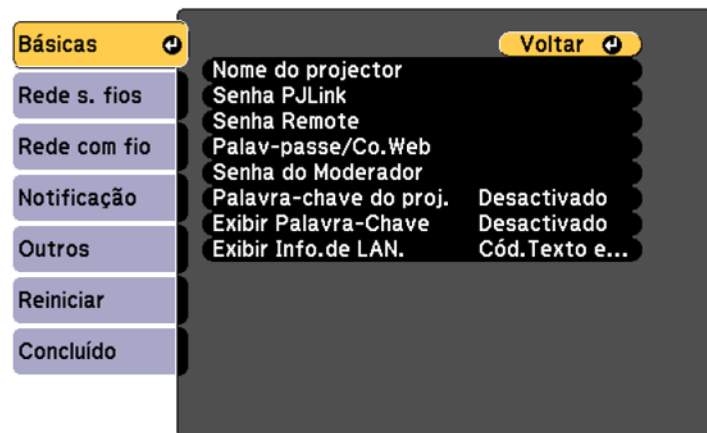 Básicas
Rede s. fios
Rede com fio
Notificação
Outros
Reiniciar
Concluído
Voltar
Nome do projector
Senha PJLink
Senha Remote
Palav-passe/Co.Web
Senha do Moderador
Palavra-chave do proj. Desactivado
Exibir Palavra-Chave Desactivado
Exibir Info.de LAN. Cód.Texto e...